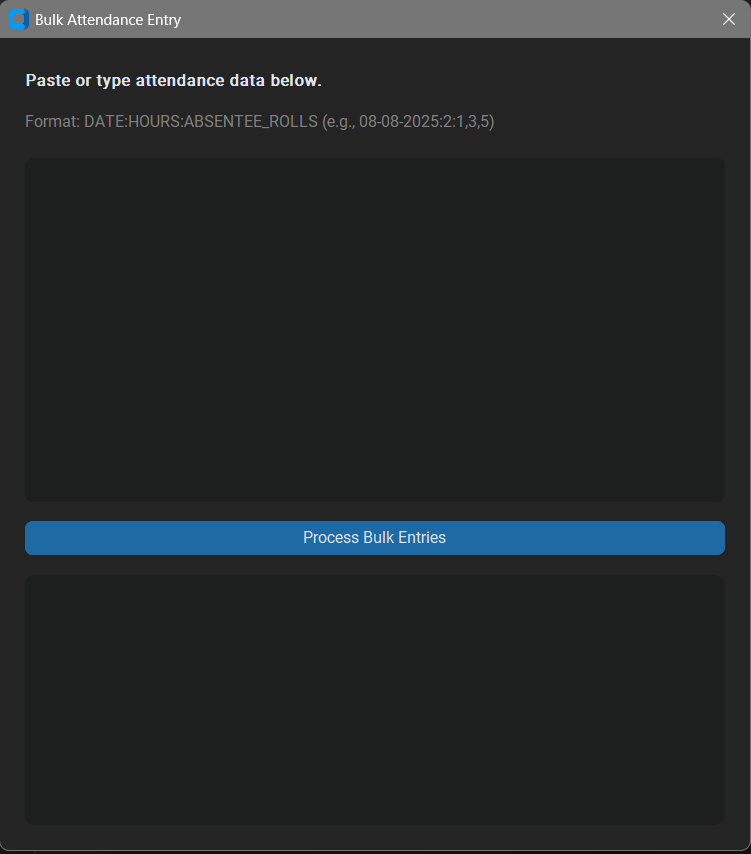 Bulk Attendance Entry
Paste or type attendance data below.
Format: DATE:HOURS:ABSENTEE_ROLLS (e.g., 08-08-2025:2:1,3,5)
Process Bulk Entries